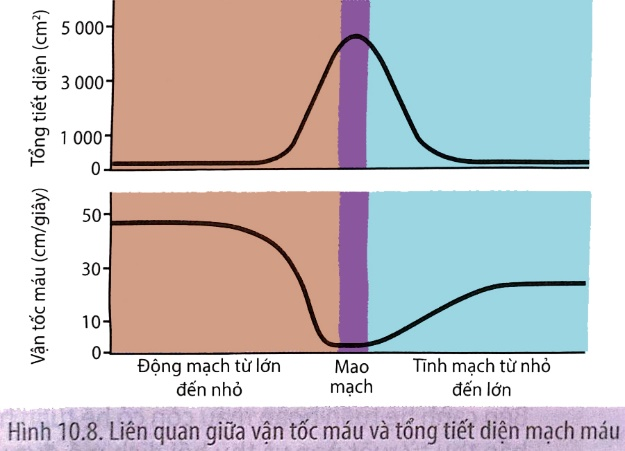 Tổng tiết diện (cm²)
5 000
3 000
1 000
0
Vận tốc máu (cm/giây)
50
30
10
0
Động mạch từ lớn
đến nhỏ
Mao
mạch
Tĩnh mạch từ nhỏ
đến lớn
Hình 10.8. Liên quan giữa vận tốc máu và tổng tiết diện mạch máu